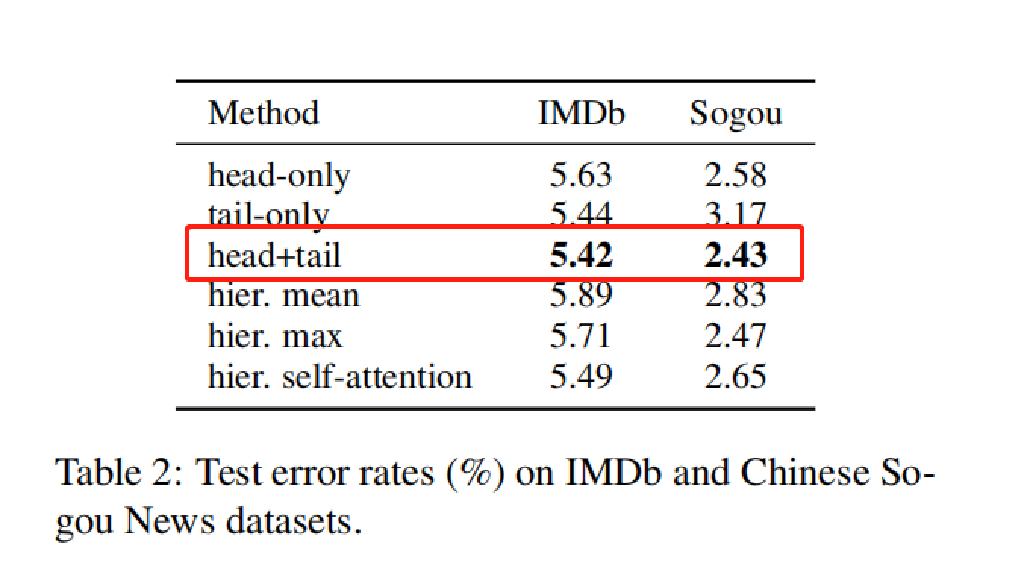 Method IMDb Sogou
head-only 5.63 2.58
tail-only 5.44 3.17
head+tail 5.42 2.43
hier. mean 5.89 2.83
hier. max 5.71 2.47
hier. self-attention 5.49 2.65
Table 2: Test error rates (%) on IMDb and Chinese So-
gou News datasets.